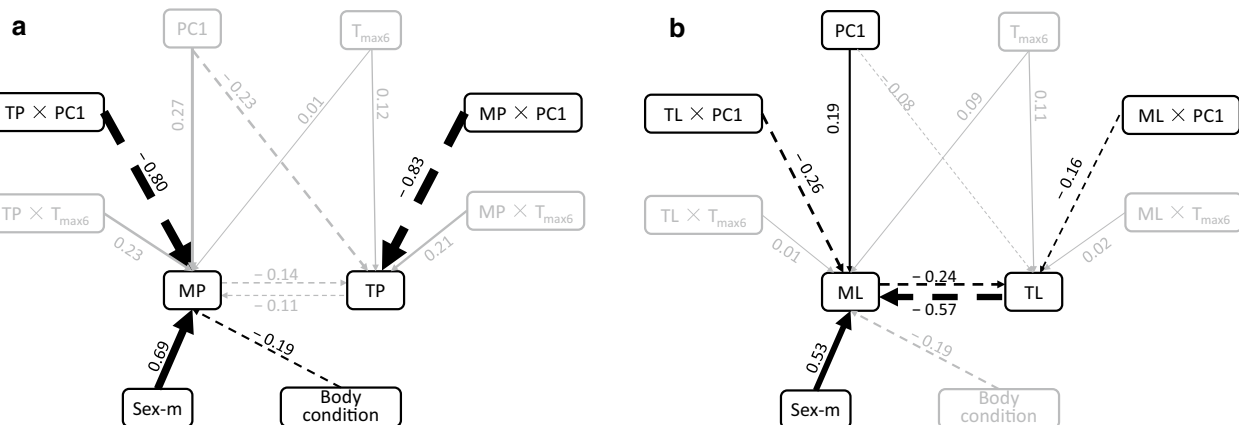 a
PC1
Tmax6
TP × PC1
MP × PC1
0.27
− 0.23
0.01
0.12
− 0.80
− 0.83
TP × Tmax6
MP × Tmax6
0.23
0.21
MP
− 0.14
− 0.11
TP
0.69
− 0.19
Sex-m
Body
condition
b
PC1
Tmax6
TL × PC1
ML × PC1
0.19
− 0.08
0.09
0.11
− 0.26
− 0.16
TL × Tmax6
ML × Tmax6
0.01
0.02
ML
− 0.24
− 0.57
TL
0.53
− 0.19
Sex-m
Body
condition